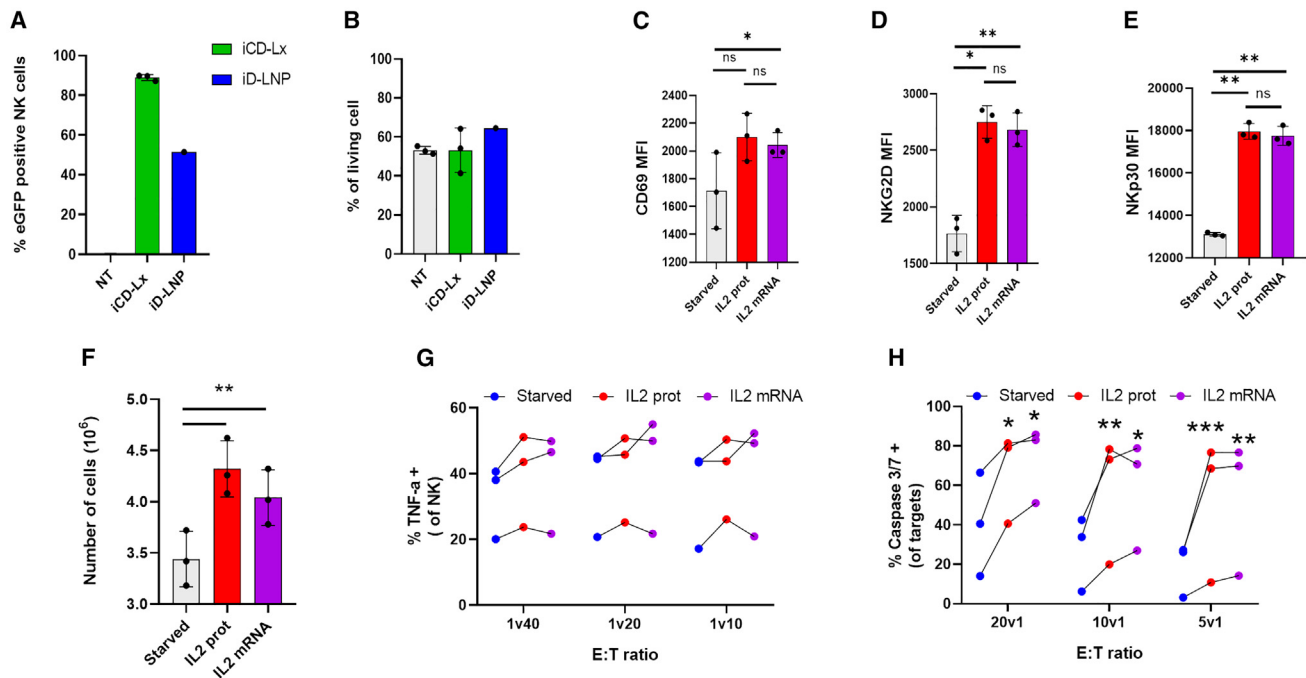 A
% eGFP positive NK cells
100
80
60
40
20
0
NT
iCD-Lx
iD-LNP
iCD-Lx
iD-LNP
B
% of living cell
100
80
60
40
20
0
NT
iCD-Lx
iD-LNP
C
CD69 MFI
2400
2200
2000
1800
1600
1400
1200
*
ns
ns
Starved
IL2 prot
IL2 mRNA
D
NKG2D MFI
3000
2500
2000
1500
**
*
ns
Starved
IL2 prot
IL2 mRNA
E
NKp30 MFI
20000
18000
16000
14000
12000
**
**
ns
Starved
IL2 prot
IL2 mRNA
F
Number of cells (10⁶)
5.0
4.5
4.0
3.5
3.0
**
Starved
IL2 prot
IL2 mRNA
G
Starved
IL2 prot
IL2 mRNA
% TNF-a +
( of NK)
60
40
20
0
1v40
1v20
1v10
E:T ratio
H
Starved
IL2 prot
IL2 mRNA
% Caspase 3/7 +
(of targets)
100
80
60
40
20
0
* *
** *
*** **
20v1
10v1
5v1
E:T ratio